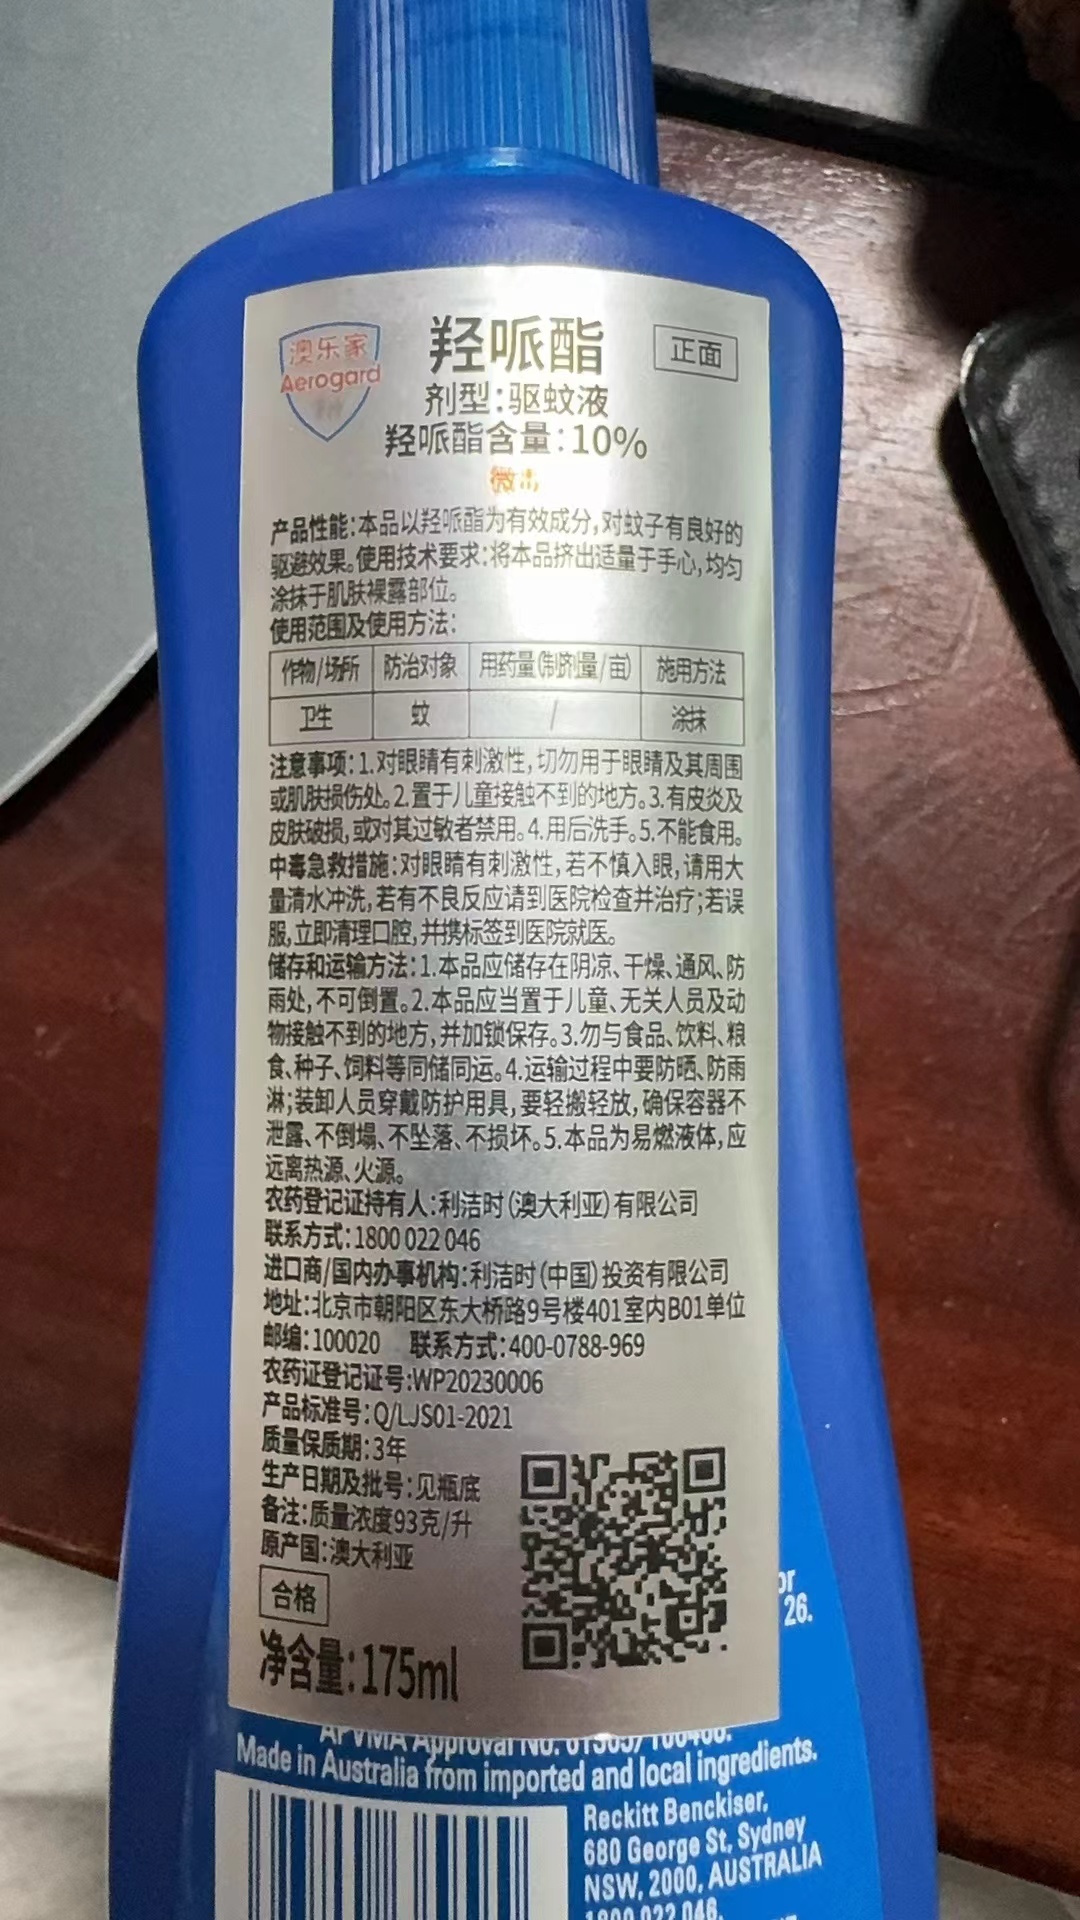 澳乐家
Aerogard
羟哌酯
正面
剂型:驱蚊液
羟哌酯含量:10%
微毒
产品性能:本品以羟哌酯为有效成分,对蚊子有良好的
驱避效果。使用技术要求:将本品挤出适量于手心,均匀
涂抹于肌肤裸露部位。
使用范围及使用方法:
作物/场所 防治对象 用药量(制剂量/亩) 施用方法
卫生 蚊 / 涂抹
注意事项:1.对眼睛有刺激性,切勿用于眼睛及其周围
或肌肤损伤处。2.置于儿童接触不到的地方。3.有皮炎及
皮肤破损,或对其过敏者禁用。4.用后洗手。5.不能食用。
中毒急救措施:对眼睛有刺激性,若不慎入眼,请用大
量清水冲洗,若有不良反应请到医院检查并治疗;若误
服,立即清理口腔,并携标签到医院就医。
储存和运输方法:1.本品应储存在阴凉、干燥、通风、防
雨处,不可倒置。2.本品应当置于儿童、无关人员及动
物接触不到的地方,并加锁保存。3.勿与食品、饮料、粮
食、种子、饲料等同储同运。4.运输过程中要防晒、防雨
淋;装卸人员穿戴防护用具,要轻搬轻放,确保容器不
泄露、不倒塌、不坠落、不损坏。5.本品为易燃液体,应
远离热源、火源。
农药登记证持有人:利洁时(澳大利亚)有限公司
联系方式:1800 022 046
进口商/国内办事机构:利洁时(中国)投资有限公司
地址:北京市朝阳区东大桥路9号楼401室内B01单位
邮编:100020 联系方式:400-0788-969
农药证登记证号:WP20230006
产品标准号:Q/LJS01-2021
质量保质期:3年
生产日期及批号:见瓶底
备注:质量浓度93克/升
原产国:澳大利亚
合格
净含量:175ml
or
26.
APVMA Approval No.
Made in Australia from imported and local ingredients.
Reckitt Benckiser,
680 George St, Sydney
NSW, 2000, AUSTRALIA
1800 022 046.